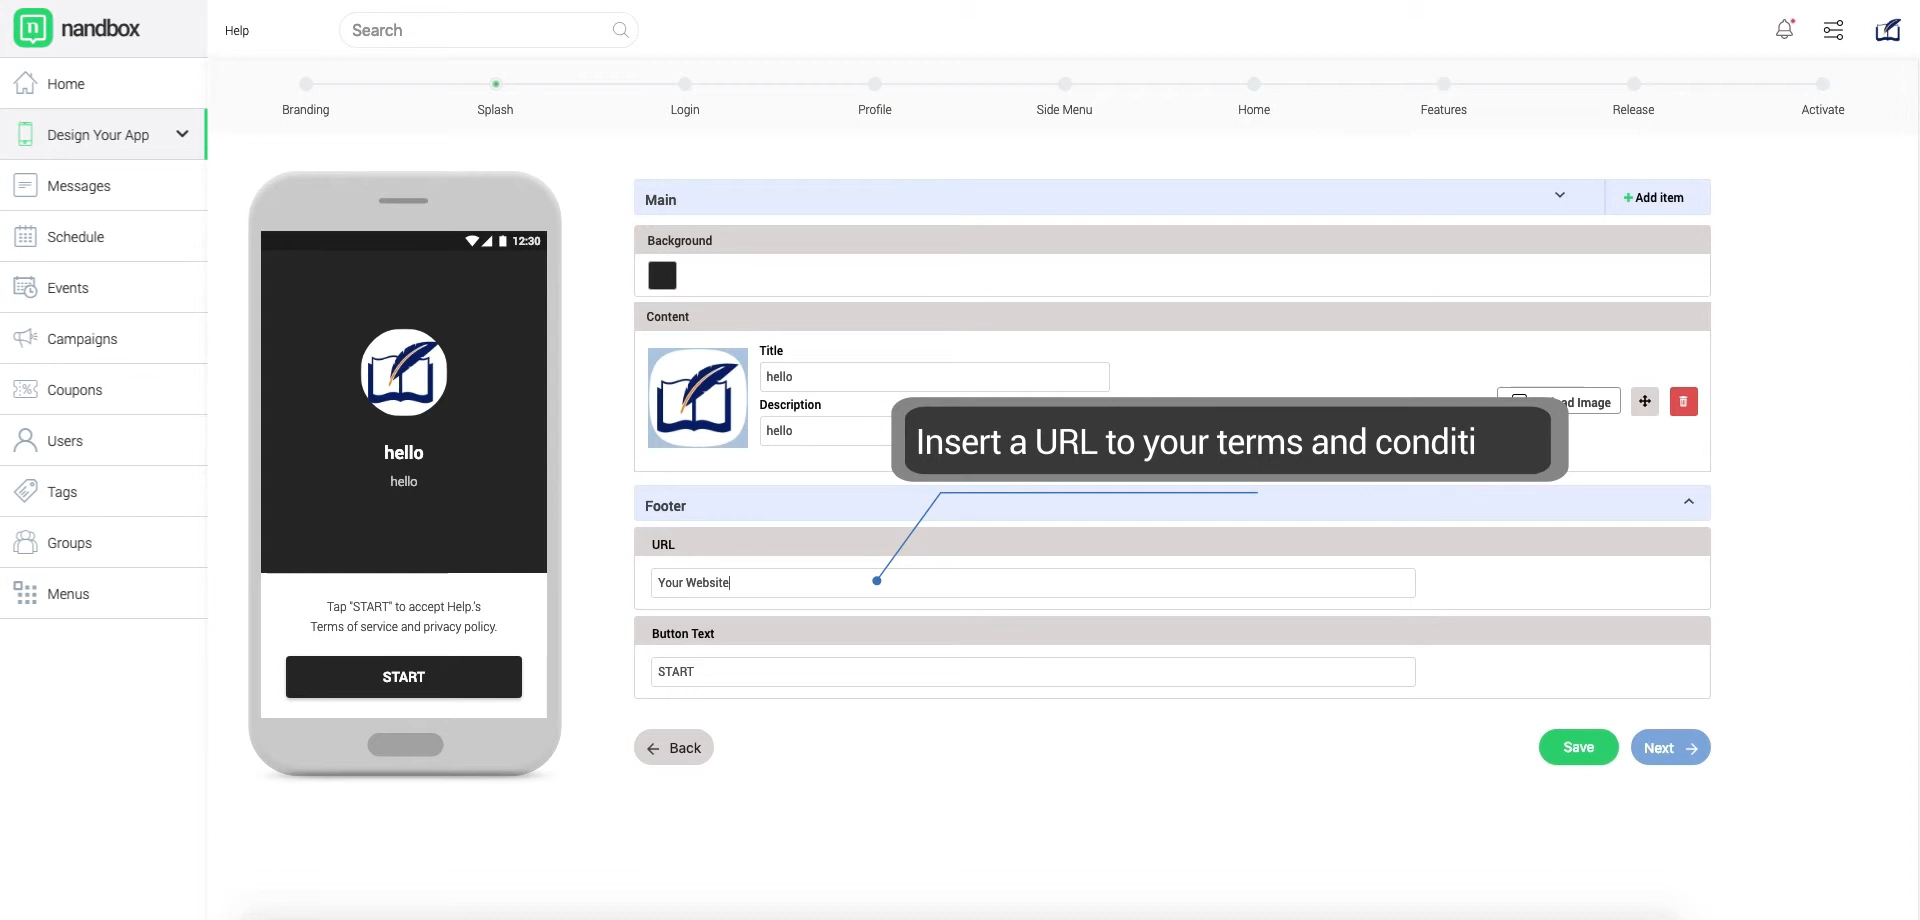 nandbox
Help
Search
Home
Design Your App
Messages
Schedule
Events
Campaigns
Coupons
Users
Tags
Groups
Menus
Branding
Splash
Login
Profile
Side Menu
Home
Features
Release
Activate
12:30
hello
hello
Tap "START" to accept Help.'s
Terms of service and privacy policy.
START
Main
+ Add item
Background
Content
Title
hello
Description
hello
Image
Insert a URL to your terms and conditi
Footer
URL
Your Website
Button Text
START
Back
Save
Next